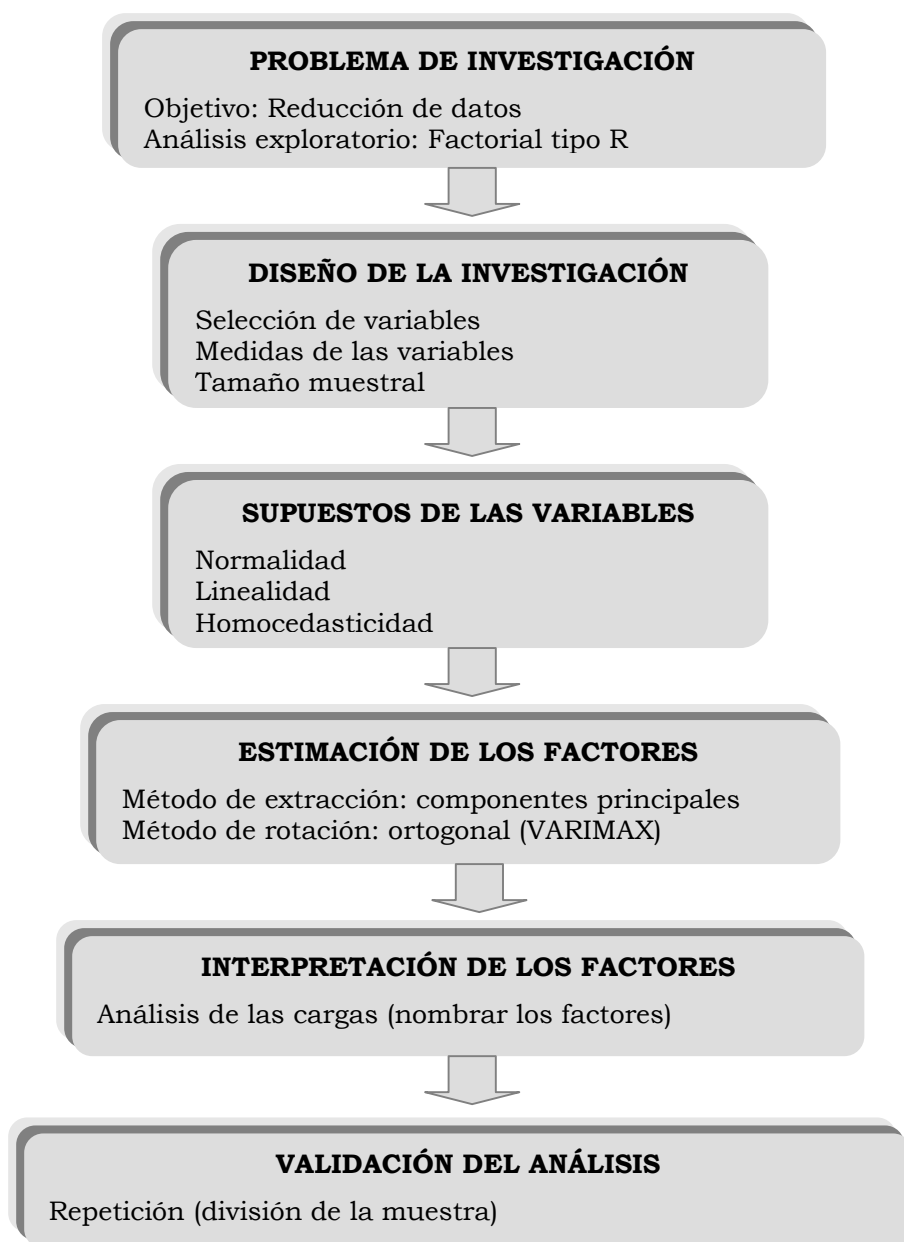 PROBLEMA DE INVESTIGACIÓN
Objetivo: Reducción de datos
Análisis exploratorio: Factorial tipo R
DISEÑO DE LA INVESTIGACIÓN
Selección de variables
Medidas de las variables
Tamaño muestral
SUPUESTOS DE LAS VARIABLES
Normalidad
Linealidad
Homocedasticidad
ESTIMACIÓN DE LOS FACTORES
Método de extracción: componentes principales
Método de rotación: ortogonal (VARIMAX)
INTERPRETACIÓN DE LOS FACTORES
Análisis de las cargas (nombrar los factores)
VALIDACIÓN DEL ANÁLISIS
Repetición (división de la muestra)